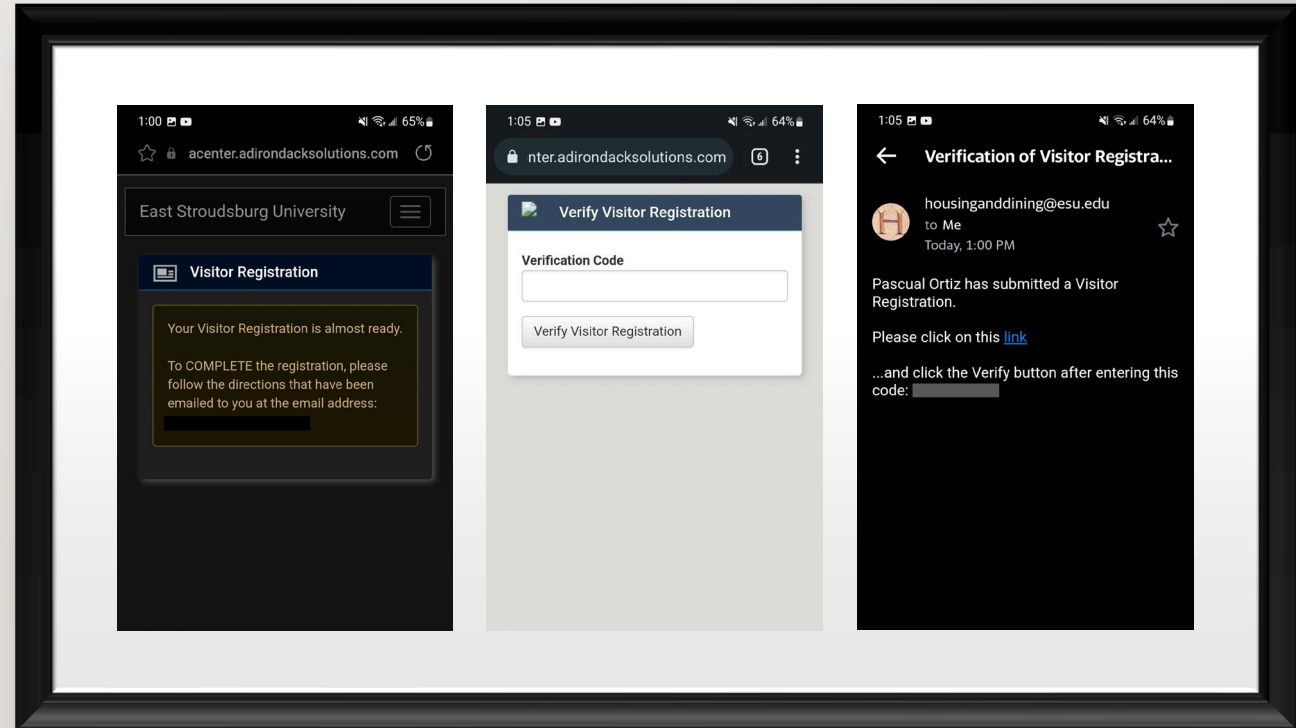 1:00
65%
acenter.adirondacksolutions.com
East Stroudsburg University
Visitor Registration
Your Visitor Registration is almost ready.
To COMPLETE the registration, please
follow the directions that have been
emailed to you at the email address:
1:05
64%
nter.adirondacksolutions.com
6
Verify Visitor Registration
Verification Code
Verify Visitor Registration
1:05
64%
Verification of Visitor Registra...
H
housinganddining@esu.edu
to Me
Today, 1:00 PM
Pascual Ortiz has submitted a Visitor
Registration.
Please click on this link
...and click the Verify button after entering this
code: